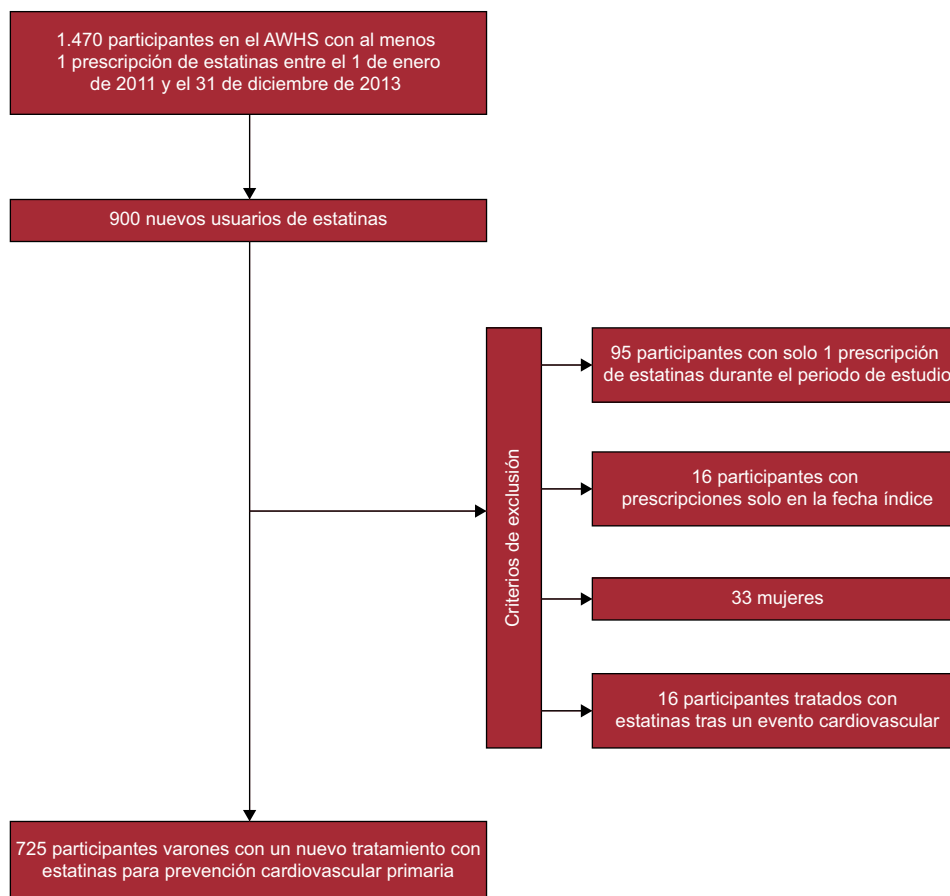 1.470 participantes en el AWHS con al menos
1 prescripción de estatinas entre el 1 de enero
de 2011 y el 31 de diciembre de 2013
900 nuevos usuarios de estatinas
Criterios de exclusión
95 participantes con solo 1 prescripción
de estatinas durante el periodo de estudio
16 participantes con
prescripciones solo en la fecha índice
33 mujeres
16 participantes tratados con
estatinas tras un evento cardiovascular
725 participantes varones con un nuevo tratamiento con
estatinas para prevención cardiovascular primaria